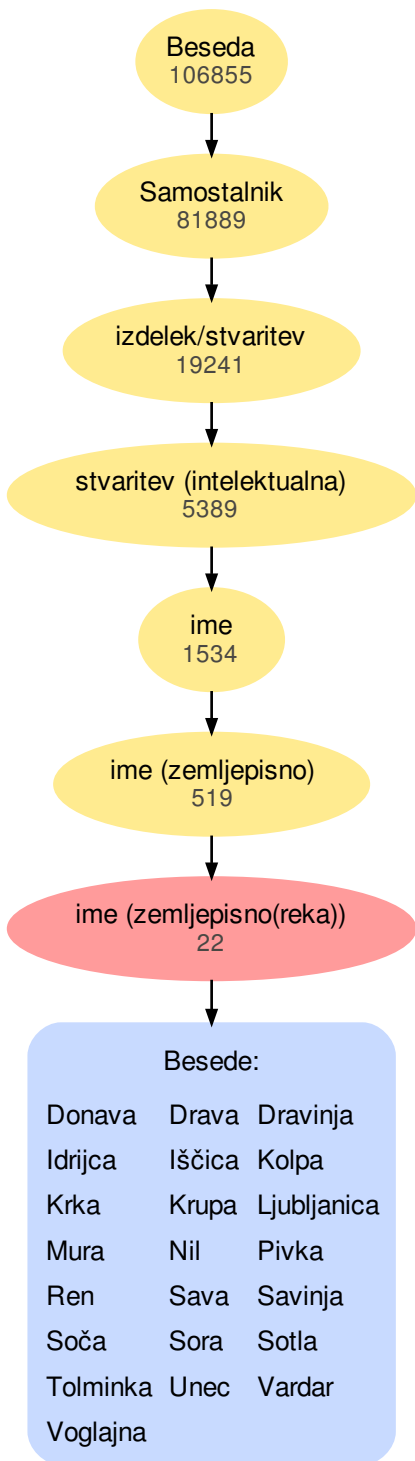 Beseda
106855
Samostalnik
81889
izdelek/stvaritev
19241
stvaritev (intelektualna)
5389
ime
1534
ime (zemljepisno)
519
ime (zemljepisno(reka))
22
Besede:
Donava Drava Dravinja
Idrijca Iščica Kolpa
Krka Krupa Ljubljanica
Mura Nil Pivka
Ren Sava Savinja
Soča Sora Sotla
Tolminka Unec Vardar
Voglajna